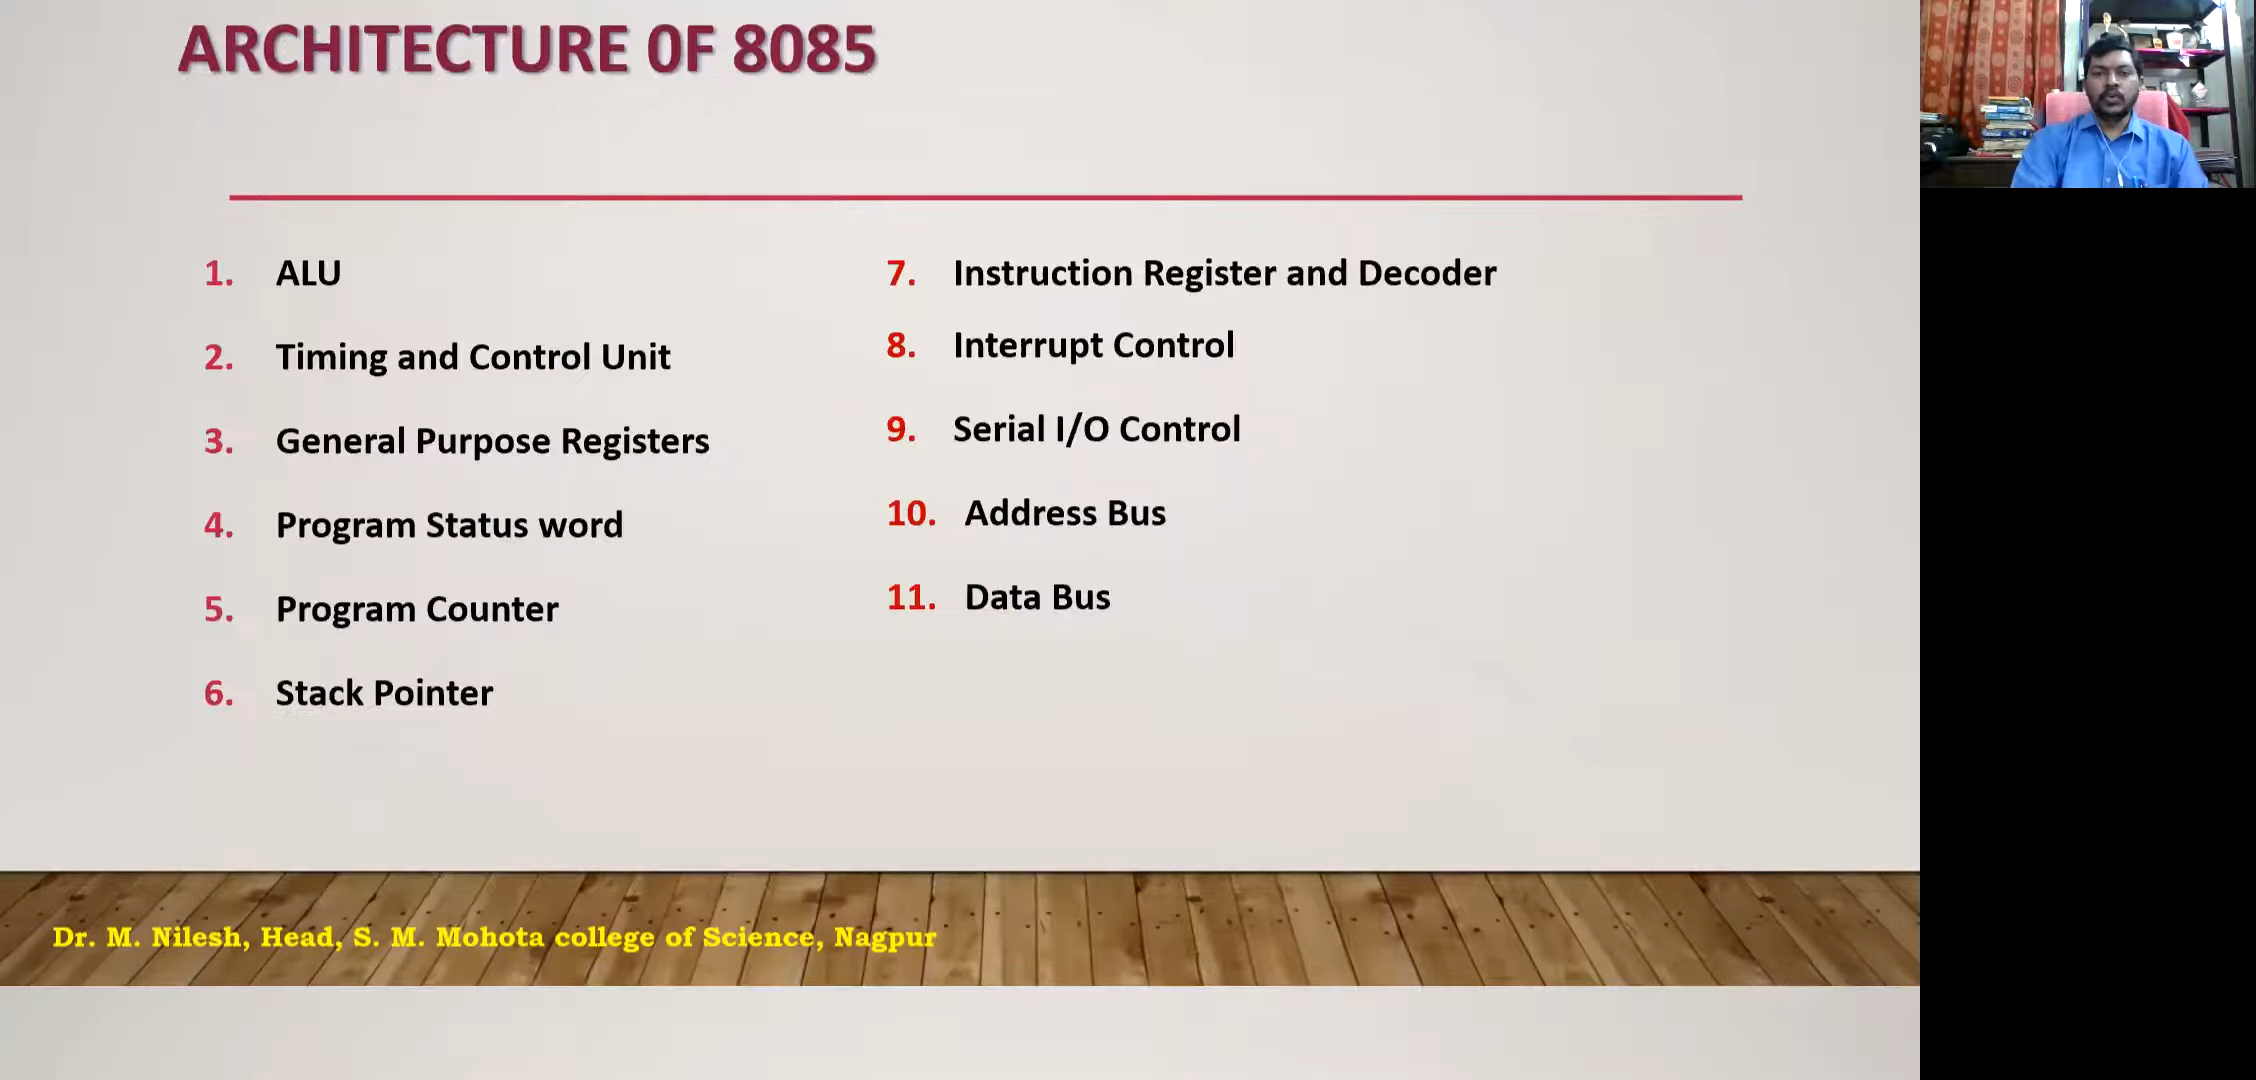 ARCHITECTURE 0F 8085
1. ALU
2. Timing and Control Unit
3. General Purpose Registers
4. Program Status word
5. Program Counter
6. Stack Pointer
7. Instruction Register and Decoder
8. Interrupt Control
9. Serial I/O Control
10. Address Bus
11. Data Bus
Dr. M. Nilesh, Head, S. M. Mohota college of Science, Nagpur